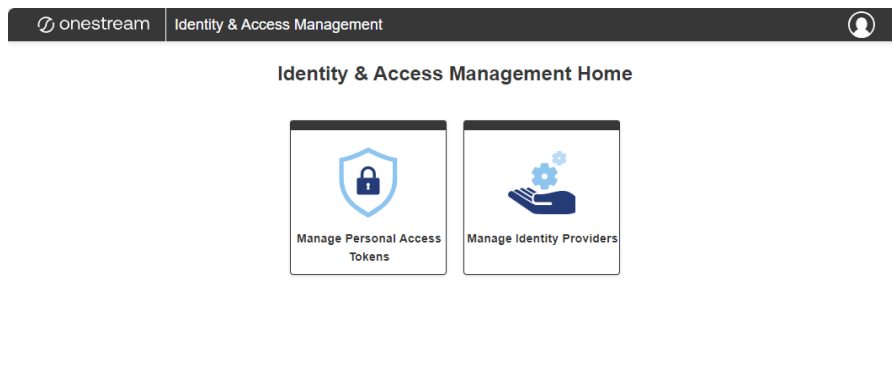 onestream Identity & Access Management
Identity & Access Management Home
Manage Personal Access
Tokens
Manage Identity Providers